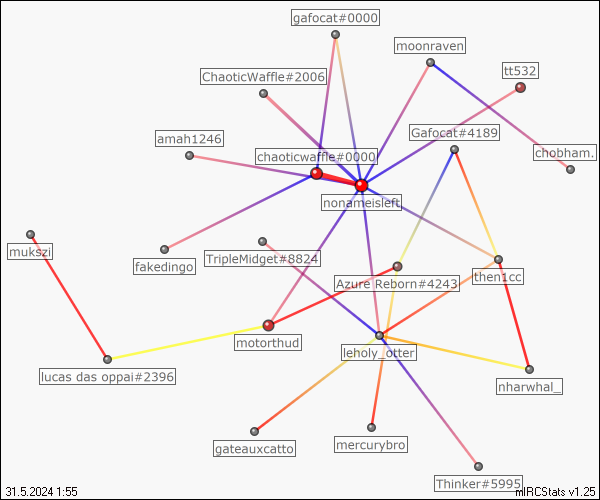 gafocat#0000
moonraven
ChaoticWaffle#2006
tt532
Gafocat#4189
amah1246
chaoticwaffle#0000
chobham.
nonameisleft
mukszi
fakedingo
TripleMidget#8824
Azure Reborn#4243
then1cc
motorthud
leholy_otter
lucas das oppai#2396
nharwhal_
gateauxcatto
mercurybro
Thinker#5995
31.5.2024 1:55
mIRCStats v1.25